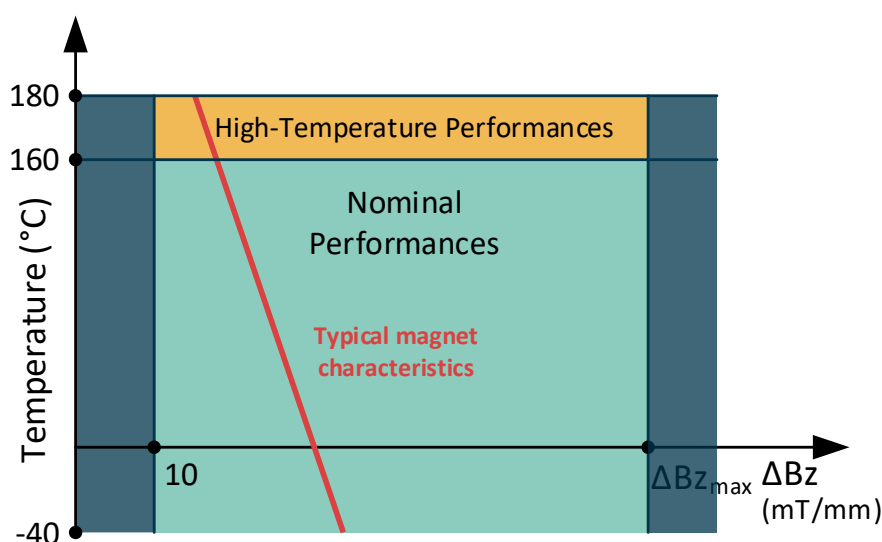 180
High-Temperature Performances
160
Nominal
Performances
Temperature (°C)
Typical magnet
characteristics
10
ΔBzmax
ΔBz
(mT/mm)
-40